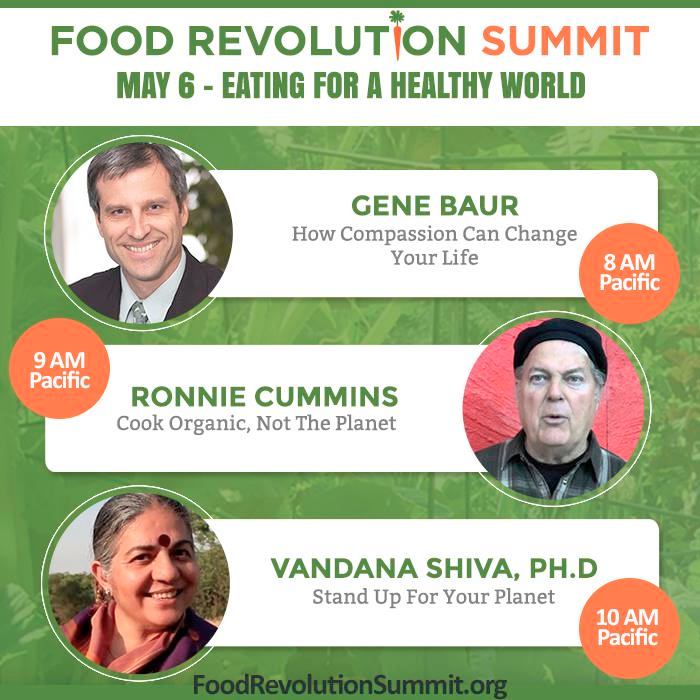 FOOD REVOLUTION SUMMIT
MAY 6 - EATING FOR A HEALTHY WORLD
GENE BAUR
How Compassion Can Change
Your Life
8 AM
Pacific
9 AM
Pacific
RONNIE CUMMINS
Cook Organic, Not The Planet
VANDANA SHIVA, PH.D
Stand Up For Your Planet
10 AM
Pacific
FoodRevolutionSummit.org